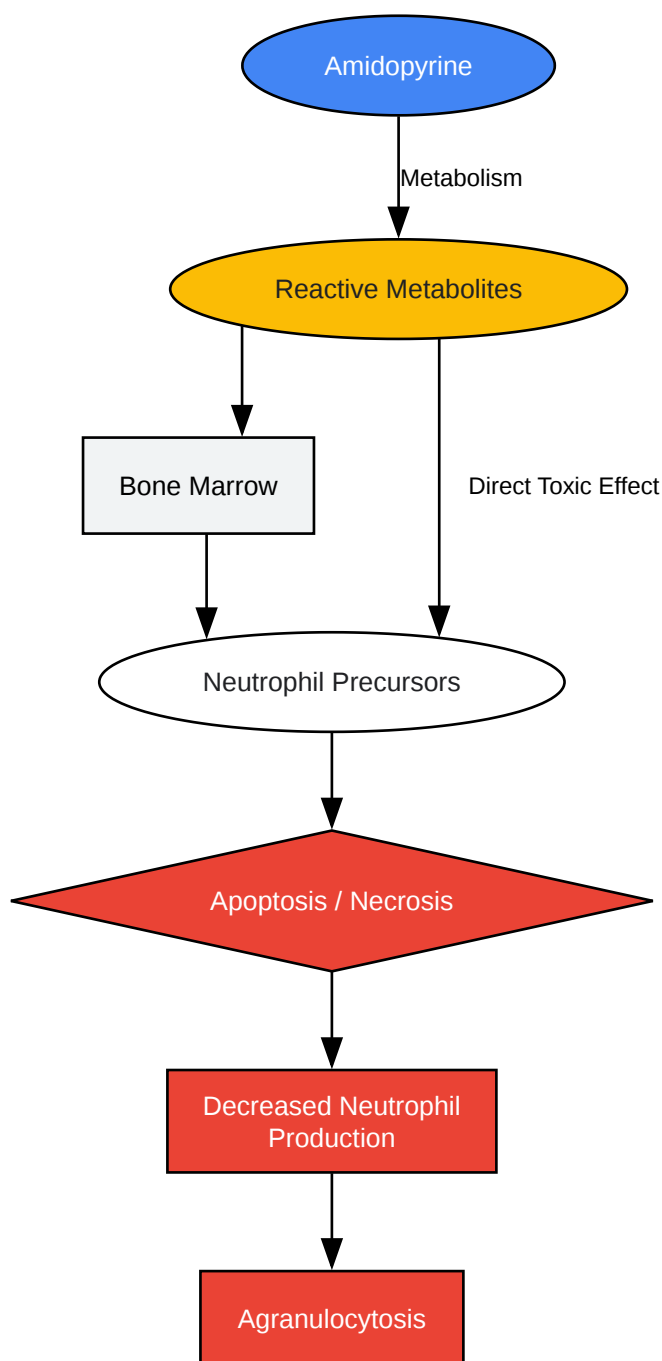 Amidopyrine
Metabolism
Reactive Metabolites
Bone Marrow
Direct Toxic Effect
Neutrophil Precursors
Apoptosis / Necrosis
Decreased Neutrophil
Production
Agranulocytosis